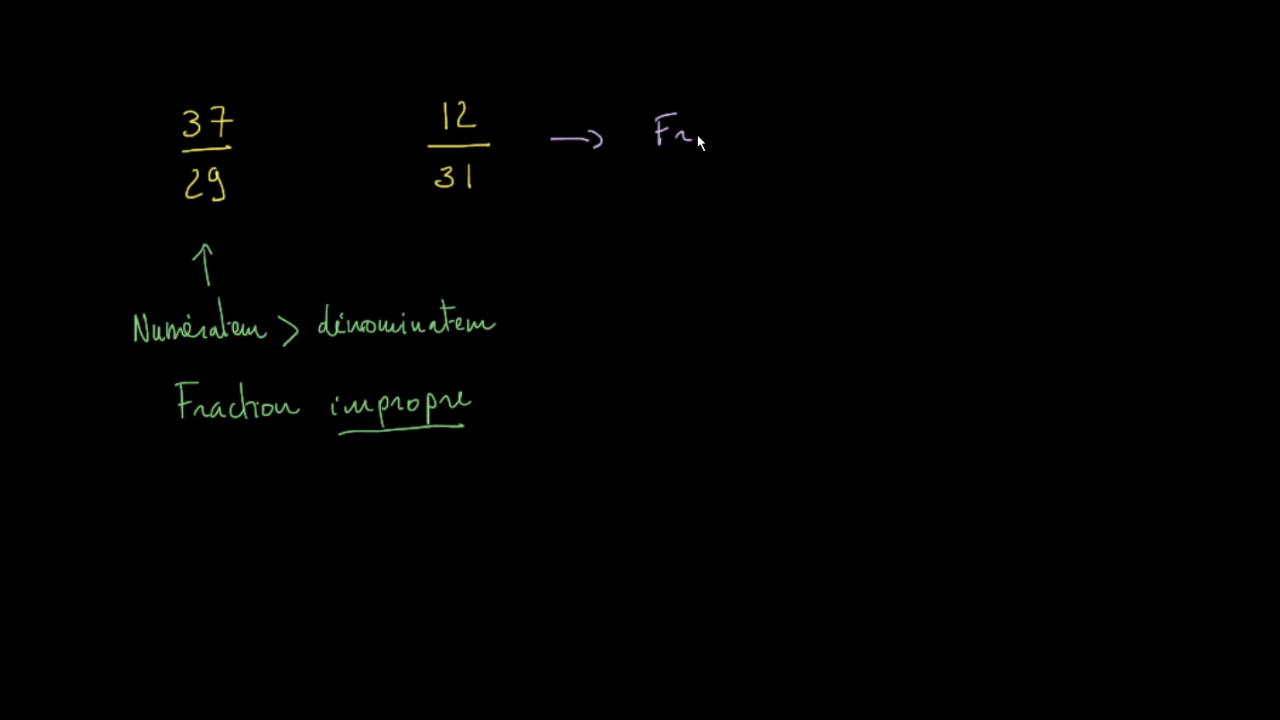 37
29
12
31
→ Fr
↑
Numérateur > dénominateur
Fraction impropre